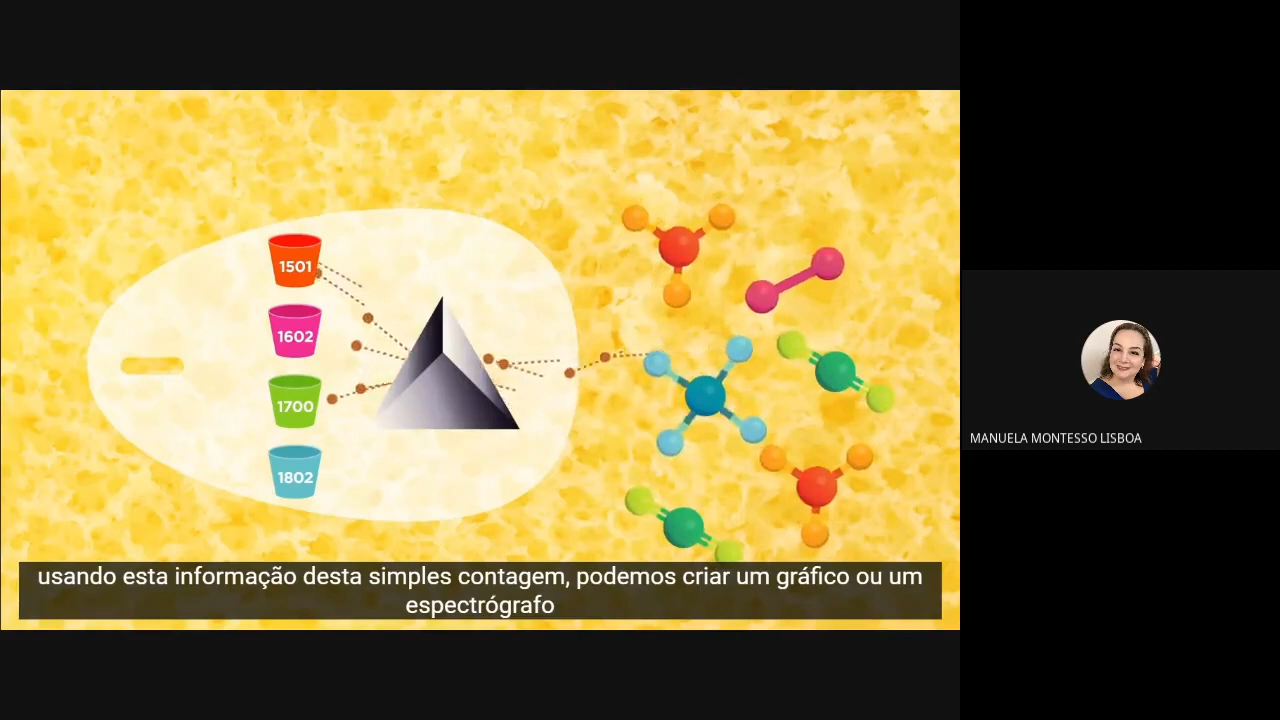 1501
1602
1700
1802
usando esta informação desta simples contagem, podemos criar um gráfico ou um
espectrógrafo
MANUELA MONTESSO LISBOA